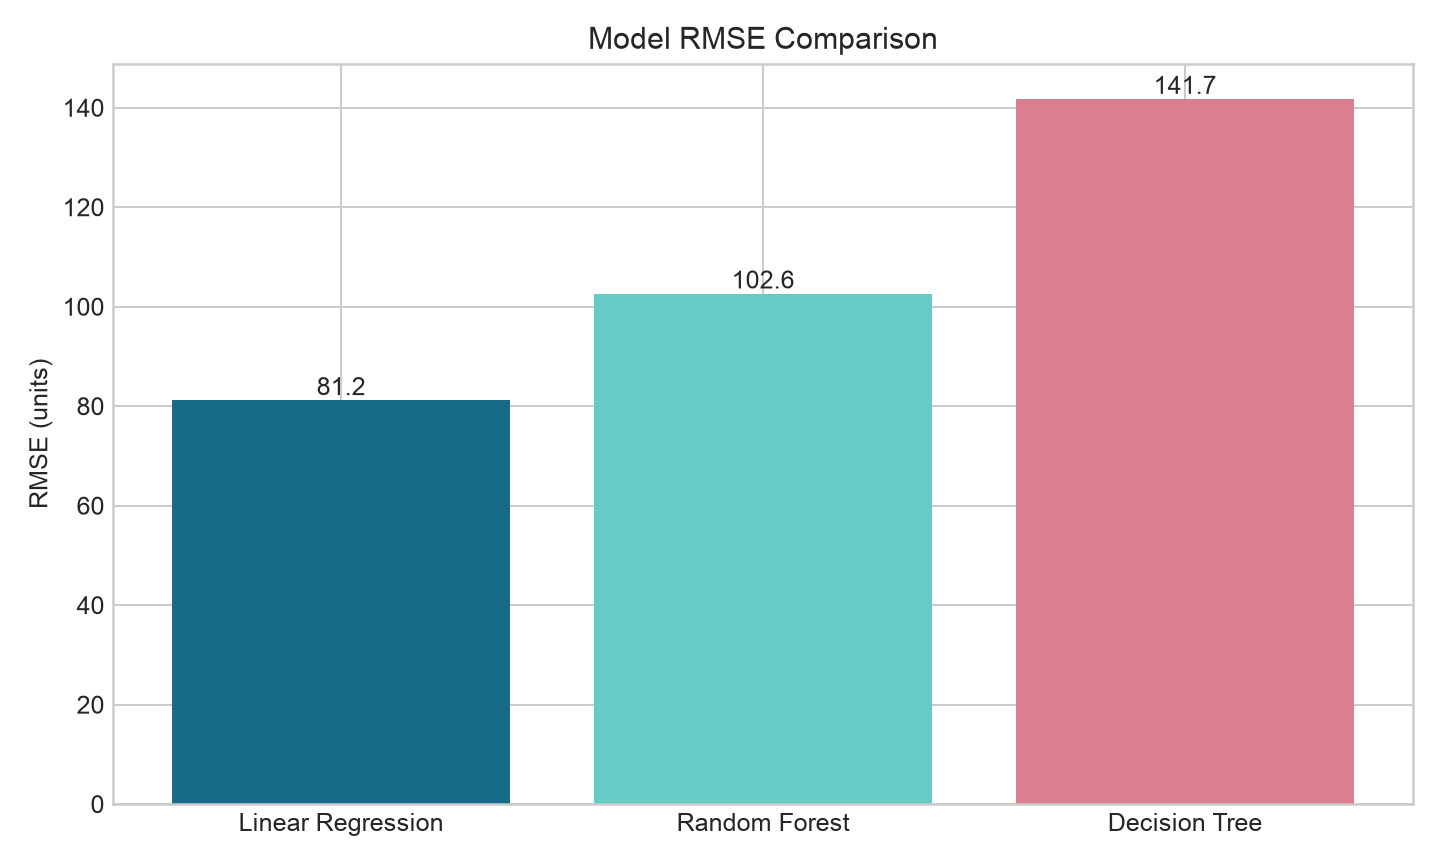 Model RMSE Comparison
RMSE (units)
140
120
100
80
60
40
20
0
81.2
102.6
141.7
Linear Regression
Random Forest
Decision Tree